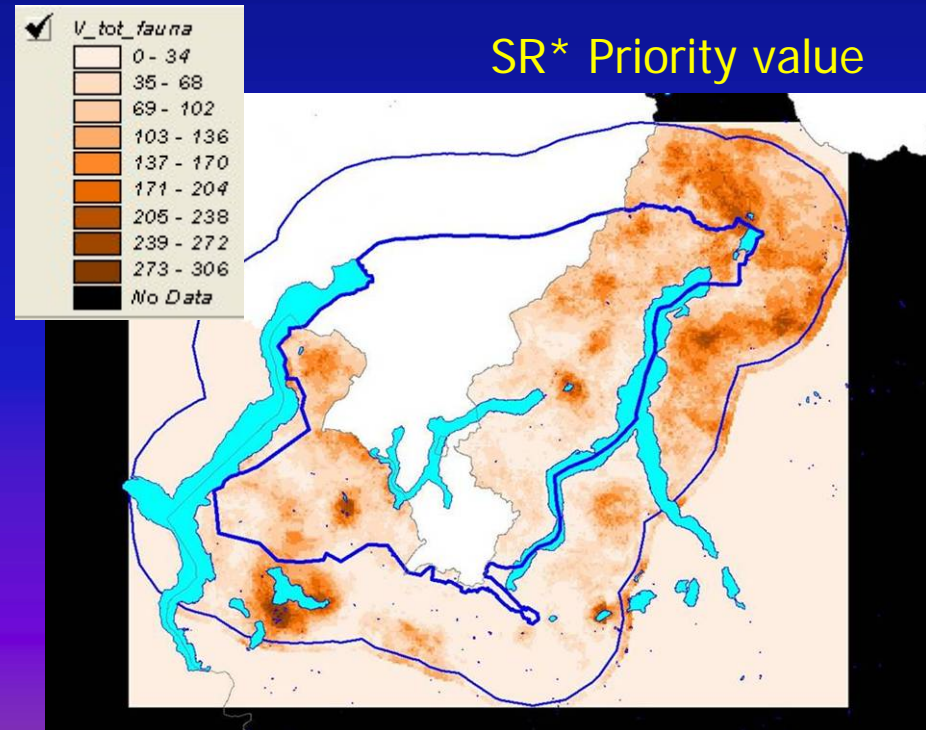 V_tot_fauna
0 - 34
35 - 68
69 - 102
103 - 136
137 - 170
171 - 204
205 - 238
239 - 272
273 - 306
No Data
SR* Priority value